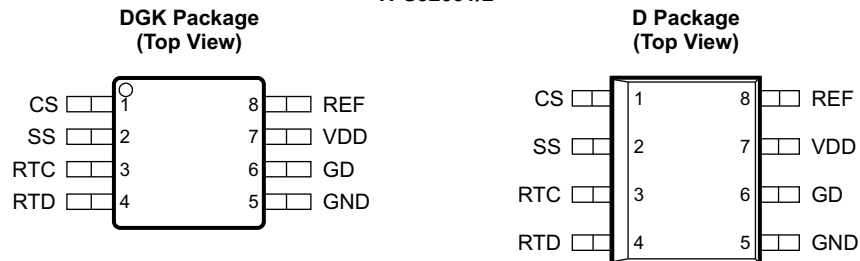 DGK Package
(Top View)
CS 1 8 REF
SS 2 7 VDD
RTC 3 6 GD
RTD 4 5 GND
D Package
(Top View)
CS 1 8 REF
SS 2 7 VDD
RTC 3 6 GD
RTD 4 5 GND